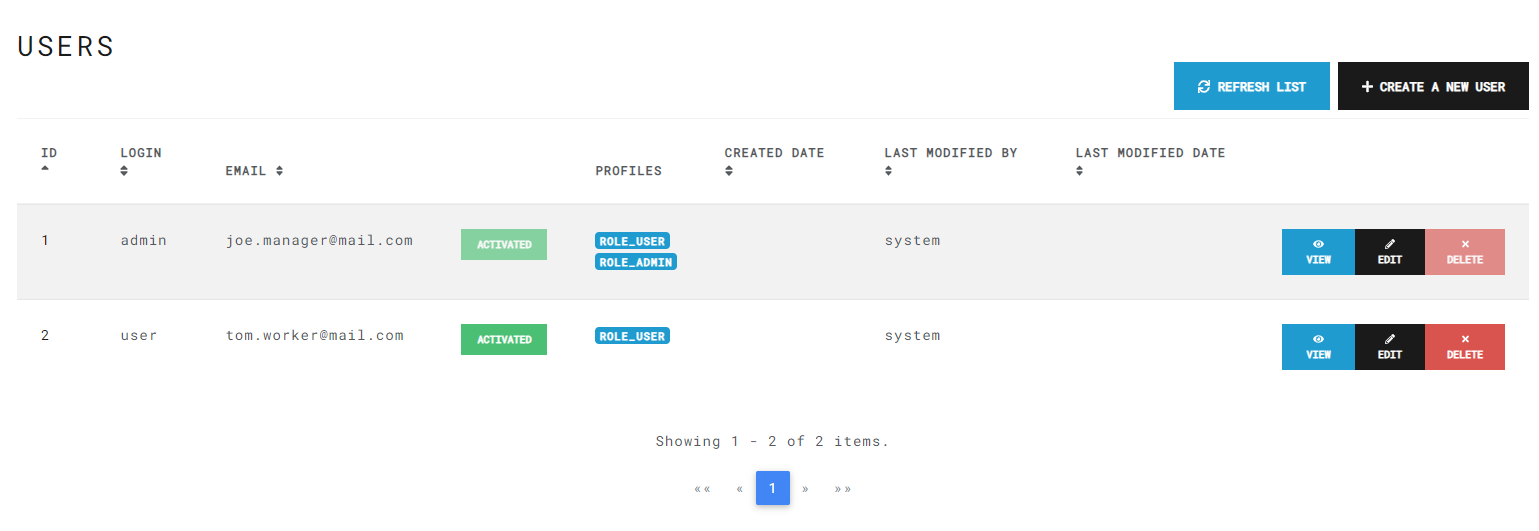 USERS
REFRESH LIST
CREATE A NEW USER
ID LOGIN EMAIL PROFILES CREATED DATE LAST MODIFIED BY LAST MODIFIED DATE
1 admin joe.manager@mail.com ACTIVATED ROLE_USER system VIEW EDIT DELETE
ROLE_ADMIN
2 user tom.worker@mail.com ACTIVATED ROLE_USER system VIEW EDIT DELETE
Showing 1 - 2 of 2 items.
«« « 1 » »»